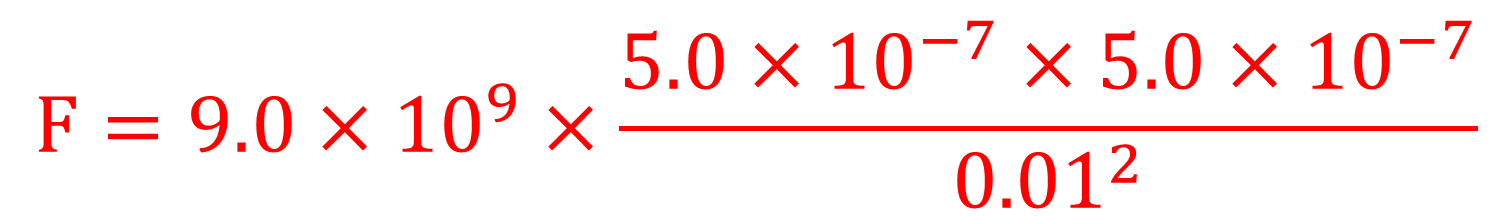 F = 9.0 × 10⁹ × (5.0 × 10⁻⁷ × 5.0 × 10⁻⁷) / 0.01²